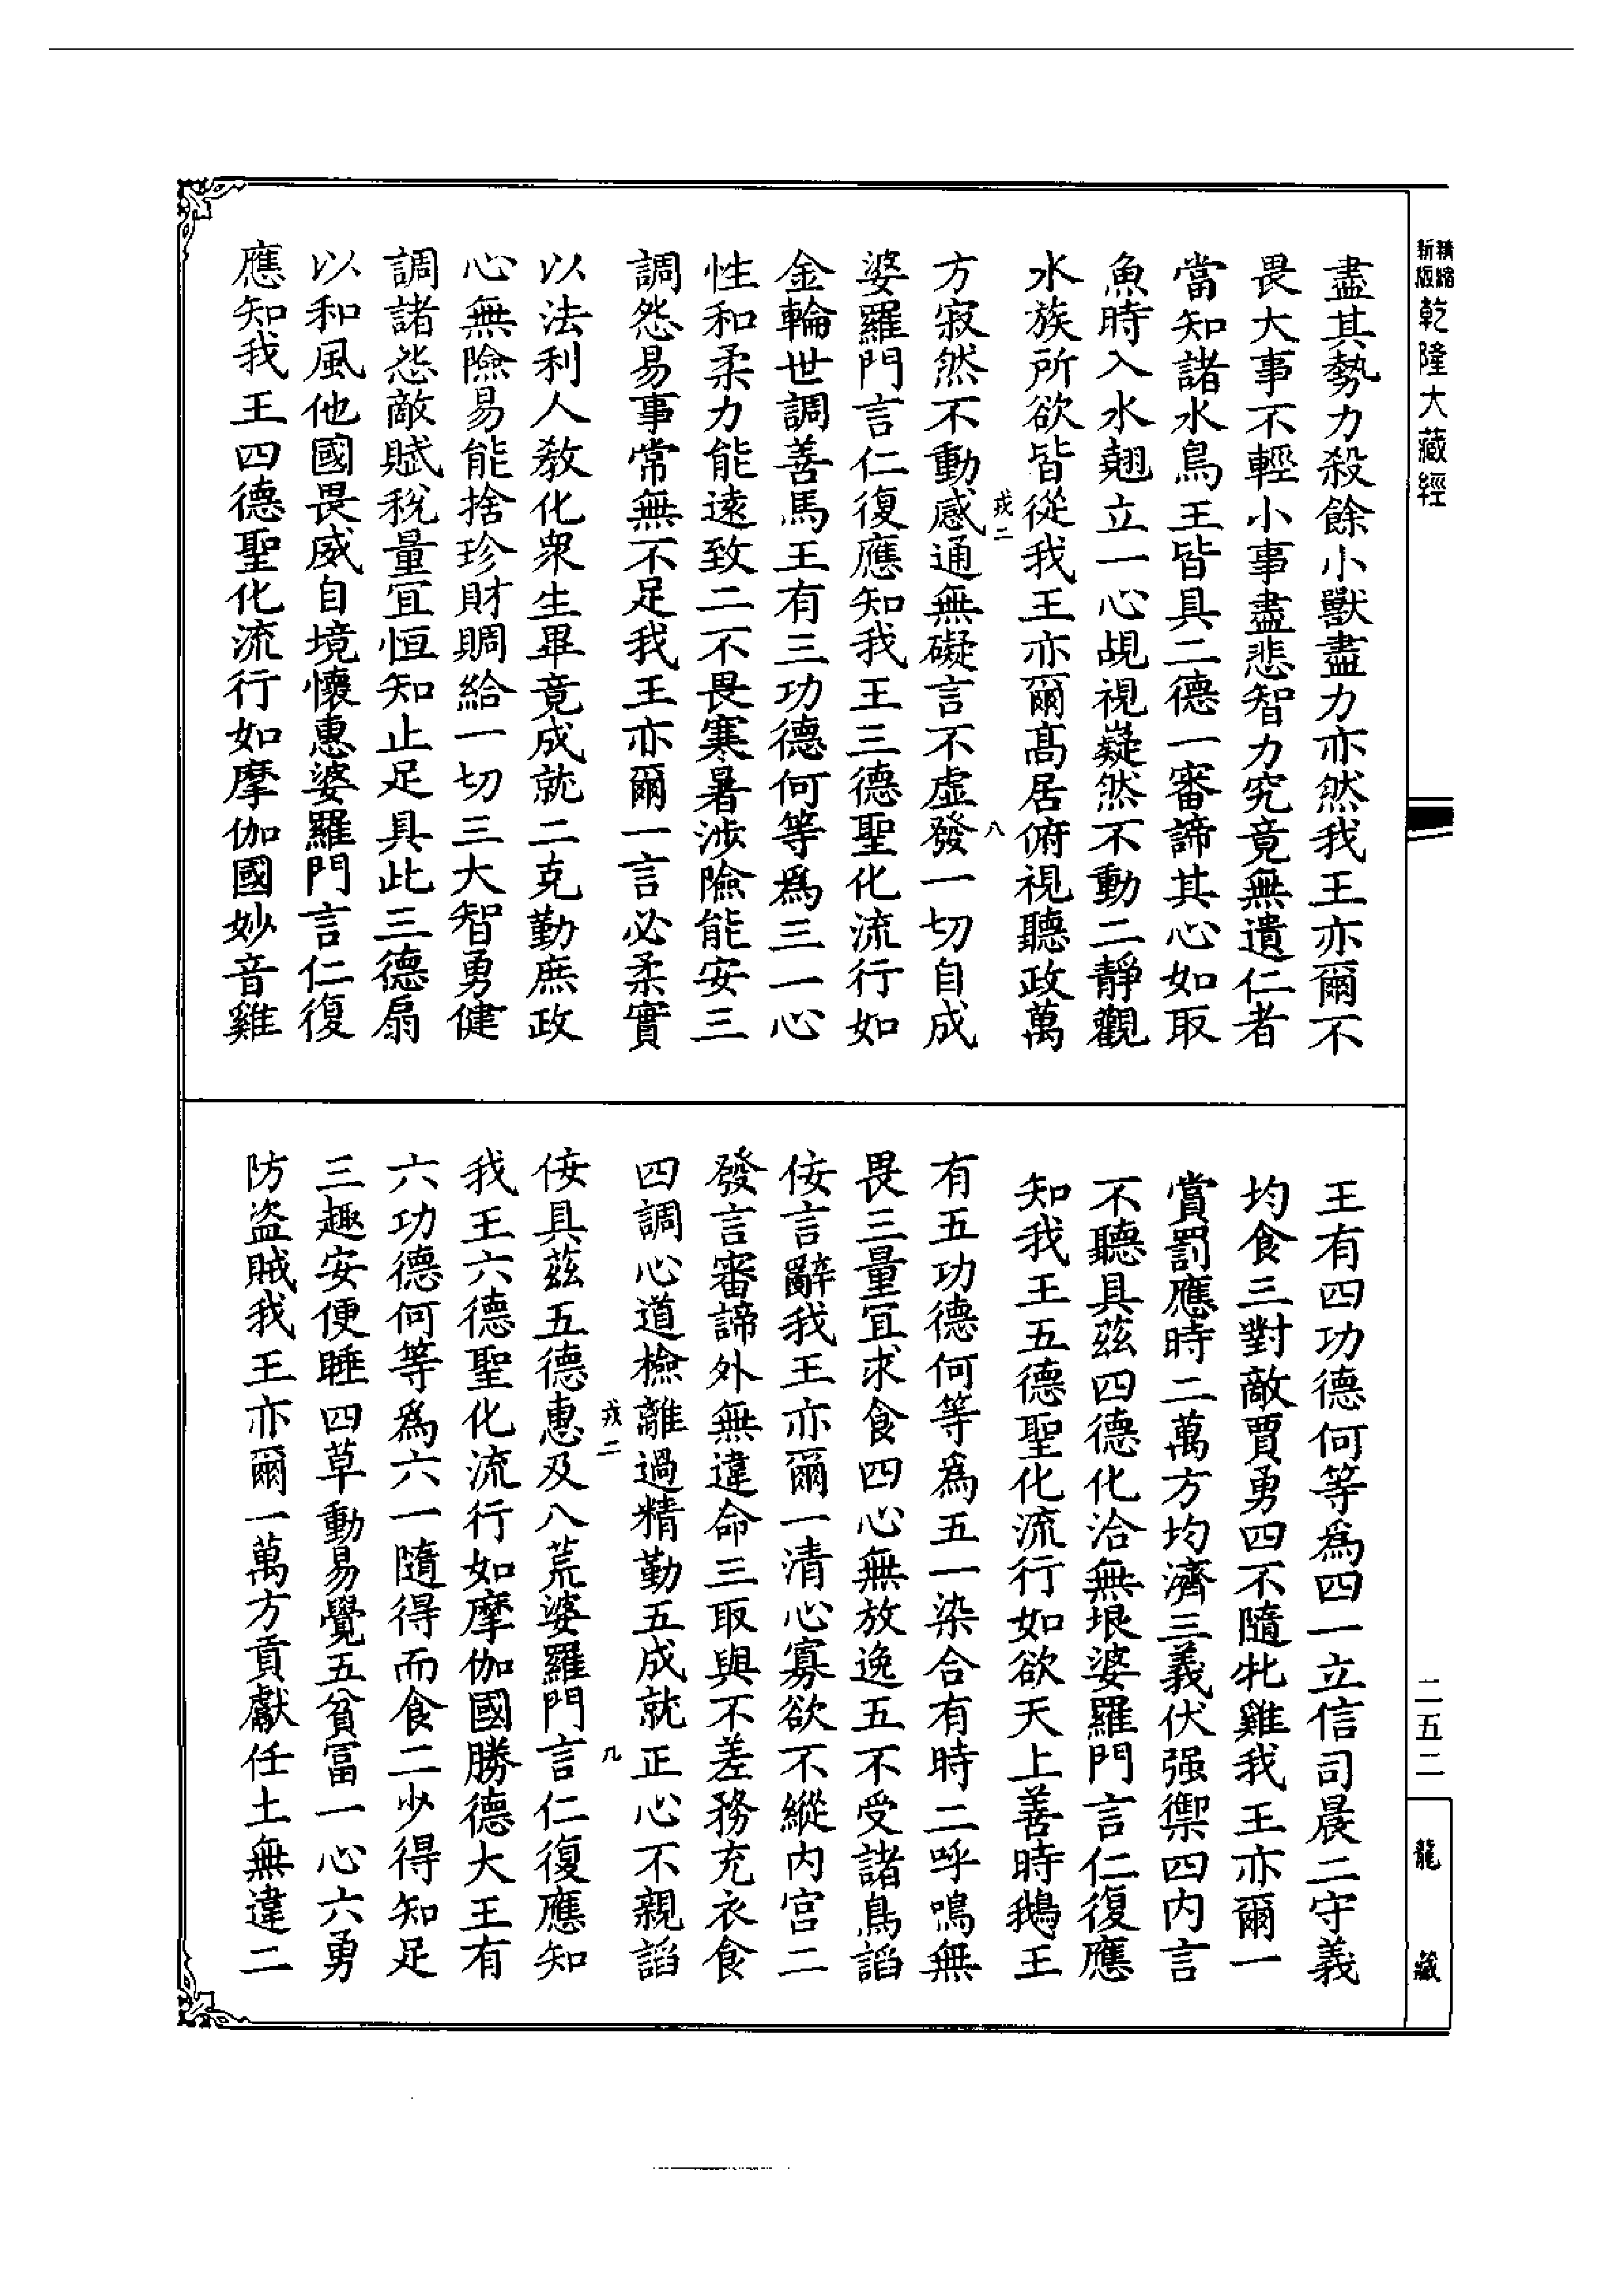 精縮
新版
乾隆大藏經
盡其勢力殺餘小獸盡力亦然我王亦爾不
畏大事不輕小事盡悲智力究竟無遺仁者
當知諸水鳥王皆具二德一審諦其心如取
魚時入水翹立一心覘視嶷然不動二靜觀
水族所欲皆從我王亦爾髙居俯視聽政萬
戎二
八
方寂然不動感通無礙言不虛發一切自成
婆羅門言仁復應知我王三德聖化流行如
金輪世調善馬王有三功德何等爲三一心
性和柔力能遠致二不畏寒暑涉險能安三
調怨易事常無不足我王亦爾一言必柔實
以法利人教化衆生畢竟成就二克勤庶政
心無險易能捨珍財賙給一切三大智勇健
調諸怨敵賦稅量宜恒知止足具此三德扇
以和風他國畏威自境懷惠婆羅門言仁復
應知我王四德聖化流行如摩伽國妙音雞
王有四功德何等爲四一立信司晨二守義
均食三對敵賈勇四不隨牝雞我王亦爾一
賞罰應時二萬方均濟三義伏强禦四内言
不聽具茲四德化洽無垠婆羅門言仁復應
知我王五德聖化流行如欲天上善時鵝王
有五功德何等爲五一染合有時二呼鳴無
畏三量宜求食四心無放逸五不受諸鳥諂
佞言辭我王亦爾一清心寡欲不縱内宫二
發言審諦外無違命三取與不差務充衣食
四調心道檢離過精勤五成就正心不親諂
戎二
九
佞具茲五德惠及八荒婆羅門言仁復應知
我王六德聖化流行如摩伽國勝德大王有
六功德何等爲六一隨得而食二少得知足
三趣安便睡四草動易覺五貧富一心六勇
防盜賊我王亦爾一萬方貢獻任土無違二
二五二
龍藏